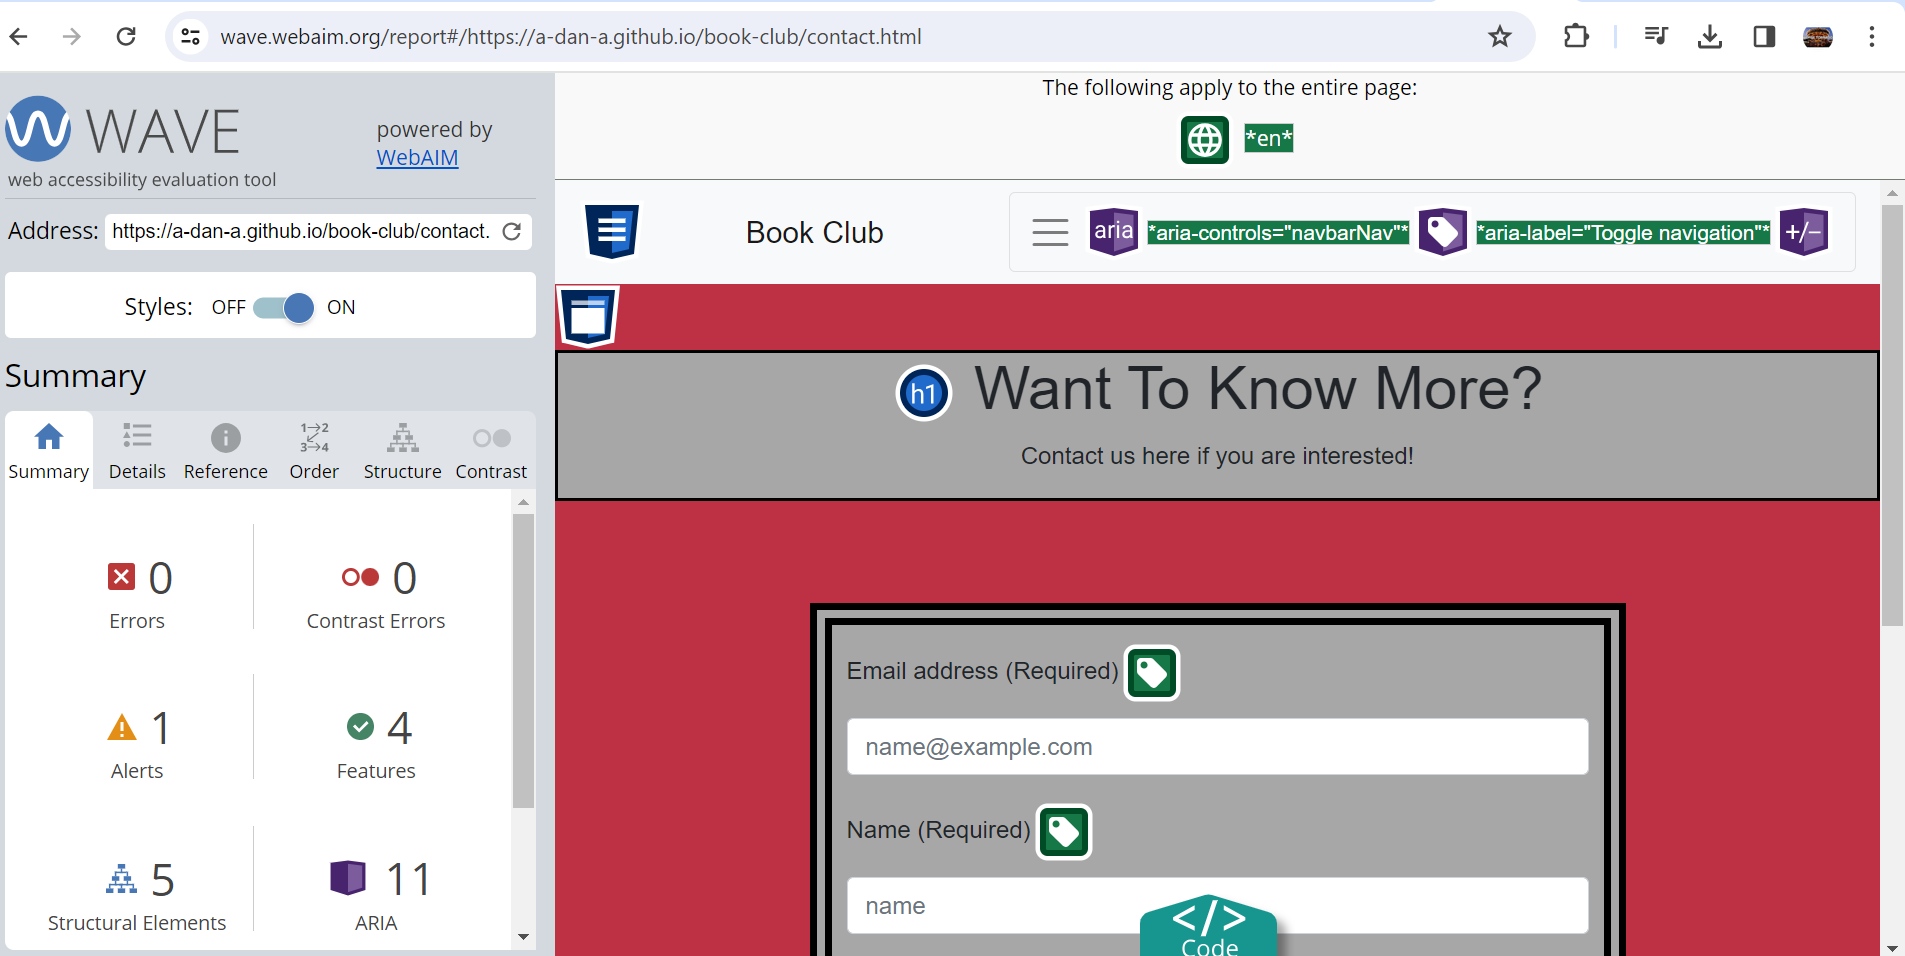 wave.webaim.org/report#/https://a-dan-a.github.io/book-club/contact.html
WAVE
powered by
WebAIM
web accessibility evaluation tool
Address: https://a-dan-a.github.io/book-club/contact.
Styles: OFF ON
Summary
1→2
3→4
Summary Details Reference Order Structure Contrast
0
Errors
0
Contrast Errors
1
Alerts
4
Features
5
Structural Elements
11
ARIA
The following apply to the entire page:
*en*
Book Club
aria *aria-controls="navbarNav"* *aria-label="Toggle navigation"* +/−
h1 Want To Know More?
Contact us here if you are interested!
Email address (Required)
name@example.com
Name (Required)
name
</>
Code